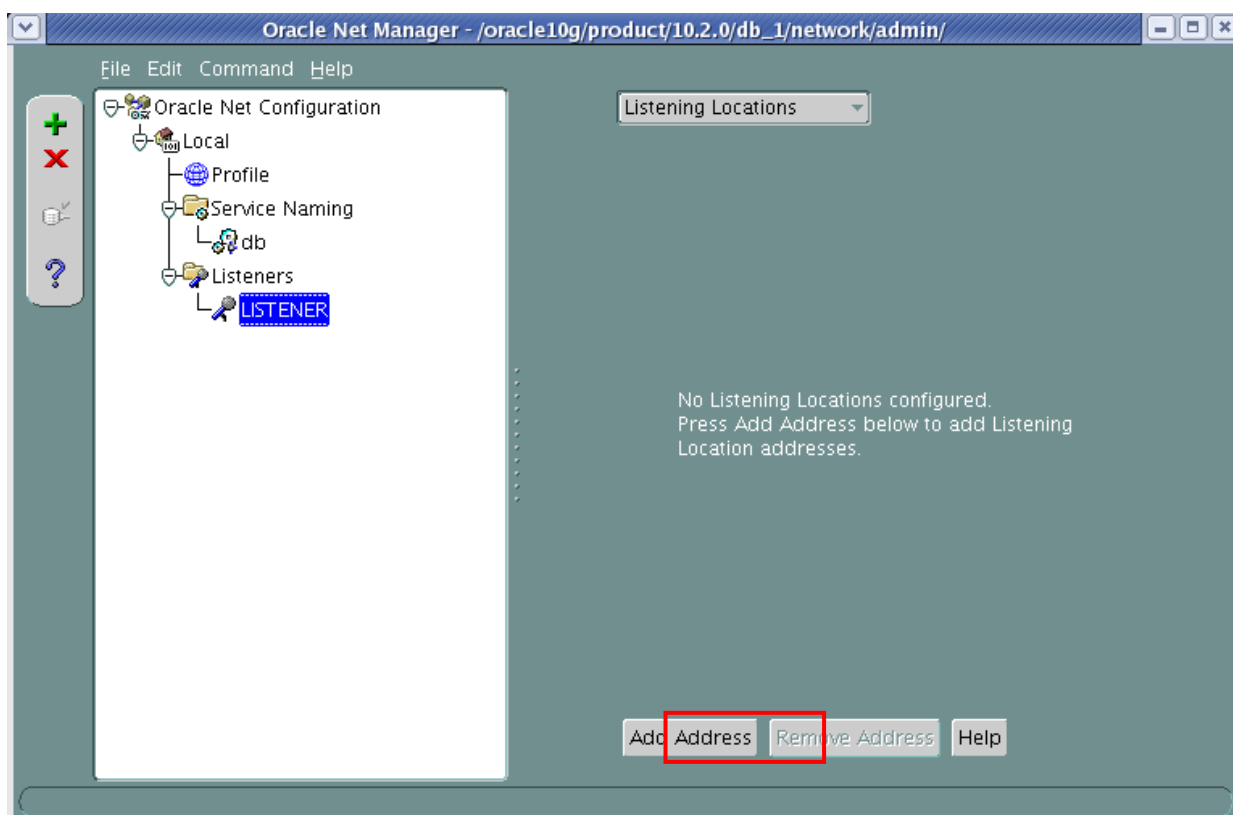 Oracle Net Manager - /oracle10g/product/10.2.0/db_1/network/admin/
File Edit Command Help
Oracle Net Configuration
Local
Profile
Service Naming
db
Listeners
LISTENER
Listening Locations
No Listening Locations configured.
Press Add Address below to add Listening
Location addresses.
Add Address Remove Address Help